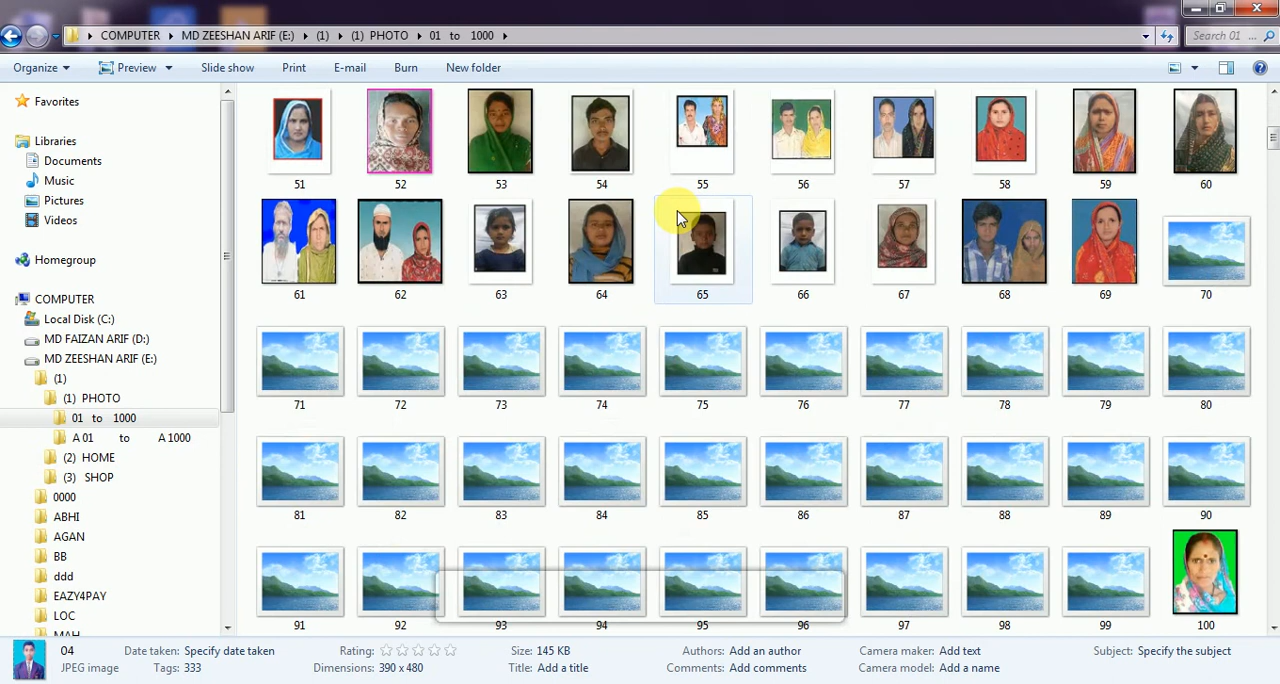 COMPUTER MD ZEESHAN ARIF (E:) (1) (1) PHOTO 01 to 1000
Search 01 ...
Organize Preview Slide show Print E-mail Burn New folder
Favorites
Libraries
Documents
Music
Pictures
Videos
Homegroup
COMPUTER
Local Disk (C:)
MD FAIZAN ARIF (D:)
MD ZEESHAN ARIF (E:)
(1)
(1) PHOTO
01 to 1000
A 01 to A 1000
(2) HOME
(3) SHOP
0000
ABHI
AGAN
BB
ddd
EAZY4PAY
LOC
MAH
51 52 53 54 55 56 57 58 59 60
61 62 63 64 65 66 67 68 69 70
71 72 73 74 75 76 77 78 79 80
81 82 83 84 85 86 87 88 89 90
91 92 93 94 95 96 97 98 99 100
04 Date taken: Specify date taken Rating: Size: 145 KB Authors: Add an author Camera maker: Add text Subject: Specify the subject
JPEG image Tags: 333 Dimensions: 390 x 480 Title: Add a title Comments: Add comments Camera model: Add a name